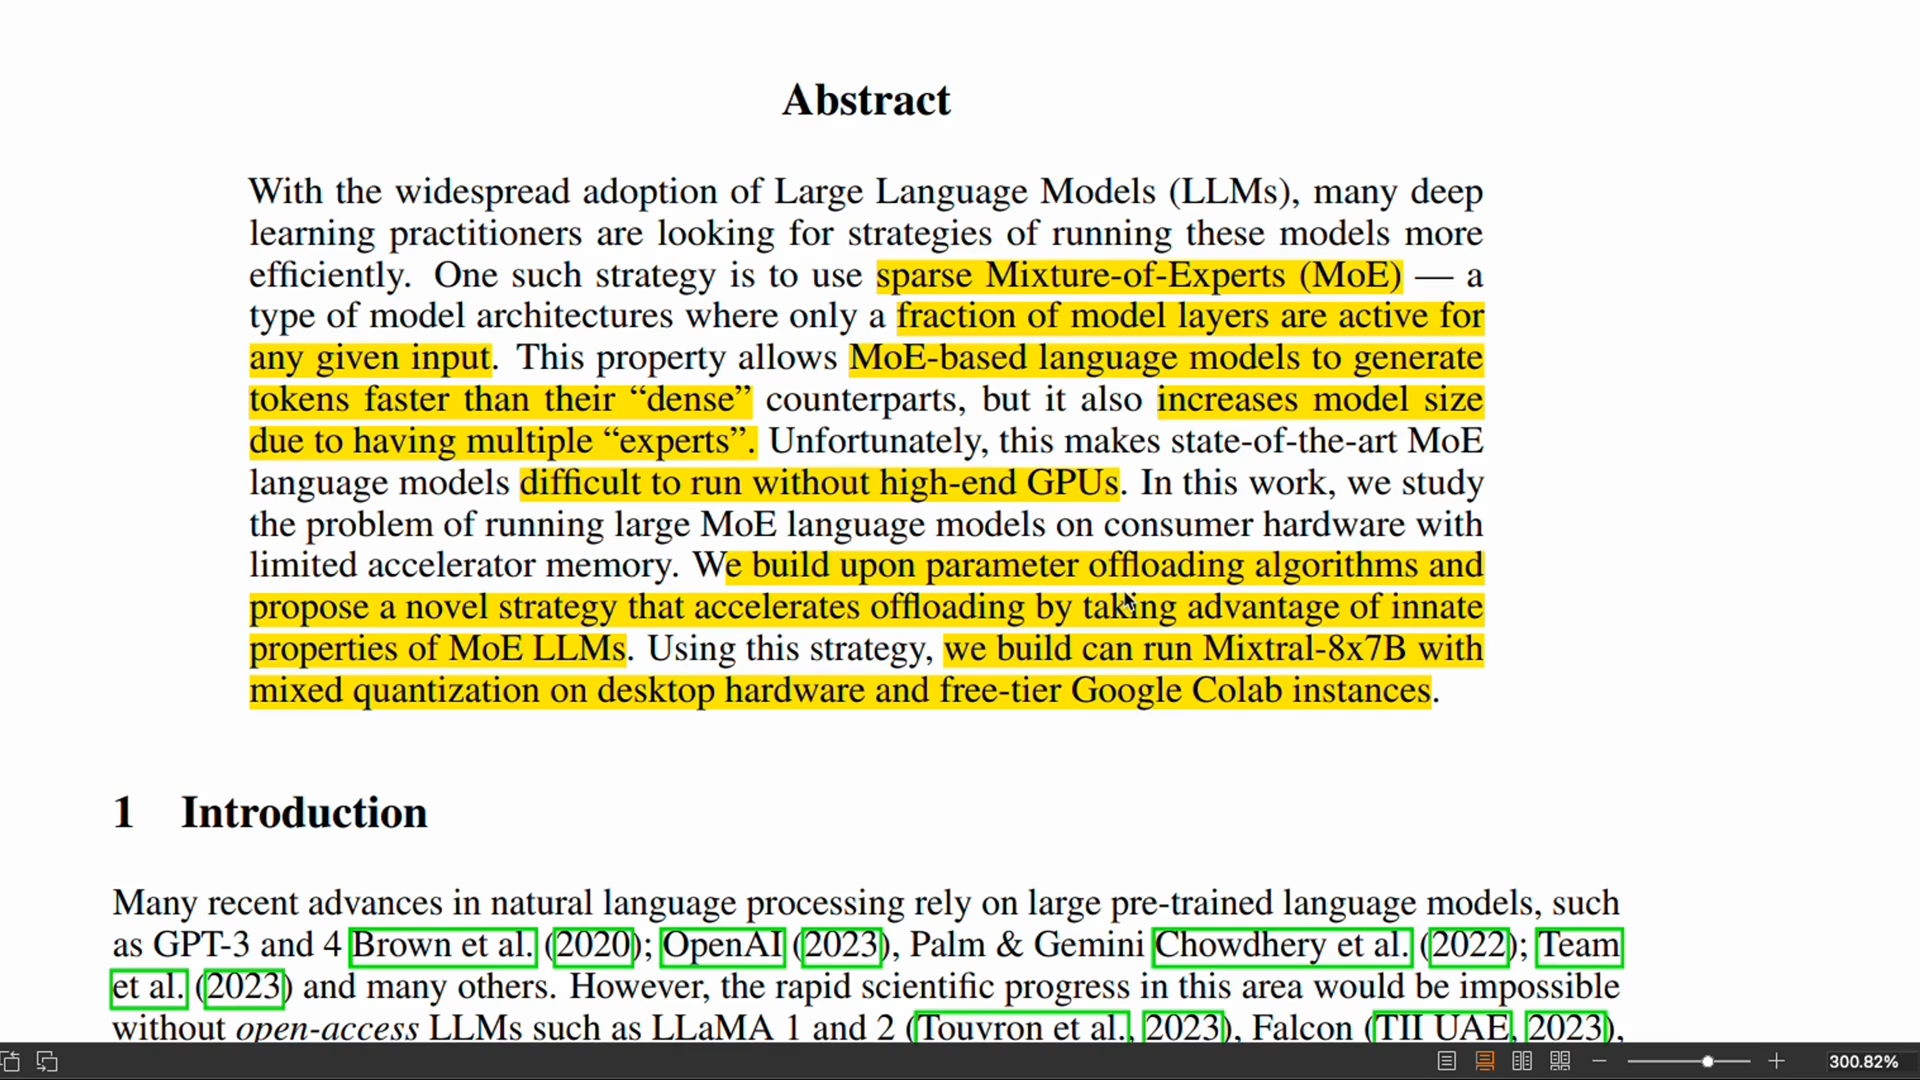 Abstract
With the widespread adoption of Large Language Models (LLMs), many deep
learning practitioners are looking for strategies of running these models more
efficiently. One such strategy is to use sparse Mixture-of-Experts (MoE) — a
type of model architectures where only a fraction of model layers are active for
any given input. This property allows MoE-based language models to generate
tokens faster than their “dense” counterparts, but it also increases model size
due to having multiple “experts”. Unfortunately, this makes state-of-the-art MoE
language models difficult to run without high-end GPUs. In this work, we study
the problem of running large MoE language models on consumer hardware with
limited accelerator memory. We build upon parameter offloading algorithms and
propose a novel strategy that accelerates offloading by taking advantage of innate
properties of MoE LLMs. Using this strategy, we build can run Mixtral-8x7B with
mixed quantization on desktop hardware and free-tier Google Colab instances.
1 Introduction
Many recent advances in natural language processing rely on large pre-trained language models, such
as GPT-3 and 4 Brown et al. (2020); OpenAI (2023), Palm & Gemini Chowdhery et al. (2022); Team
et al. (2023) and many others. However, the rapid scientific progress in this area would be impossible
without open-access LLMs such as LLaMA 1 and 2 (Touvron et al., 2023), Falcon (TII UAE, 2023),
300.82%